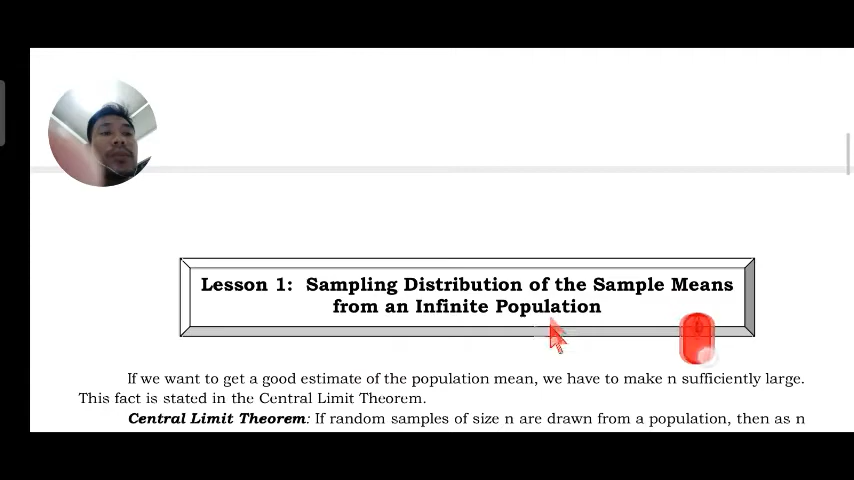 Lesson 1: Sampling Distribution of the Sample Means
from an Infinite Population
If we want to get a good estimate of the population mean, we have to make n sufficiently large.
This fact is stated in the Central Limit Theorem.
Central Limit Theorem: If random samples of size n are drawn from a population, then as n